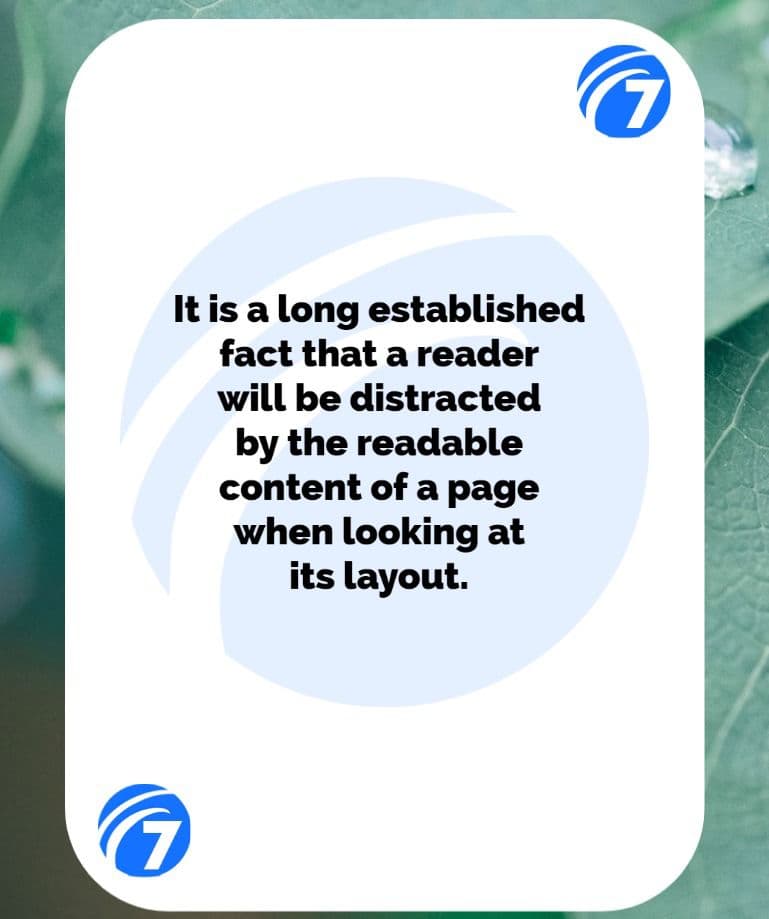 7
It is a long established
fact that a reader
will be distracted
by the readable
content of a page
when looking at
its layout.
7